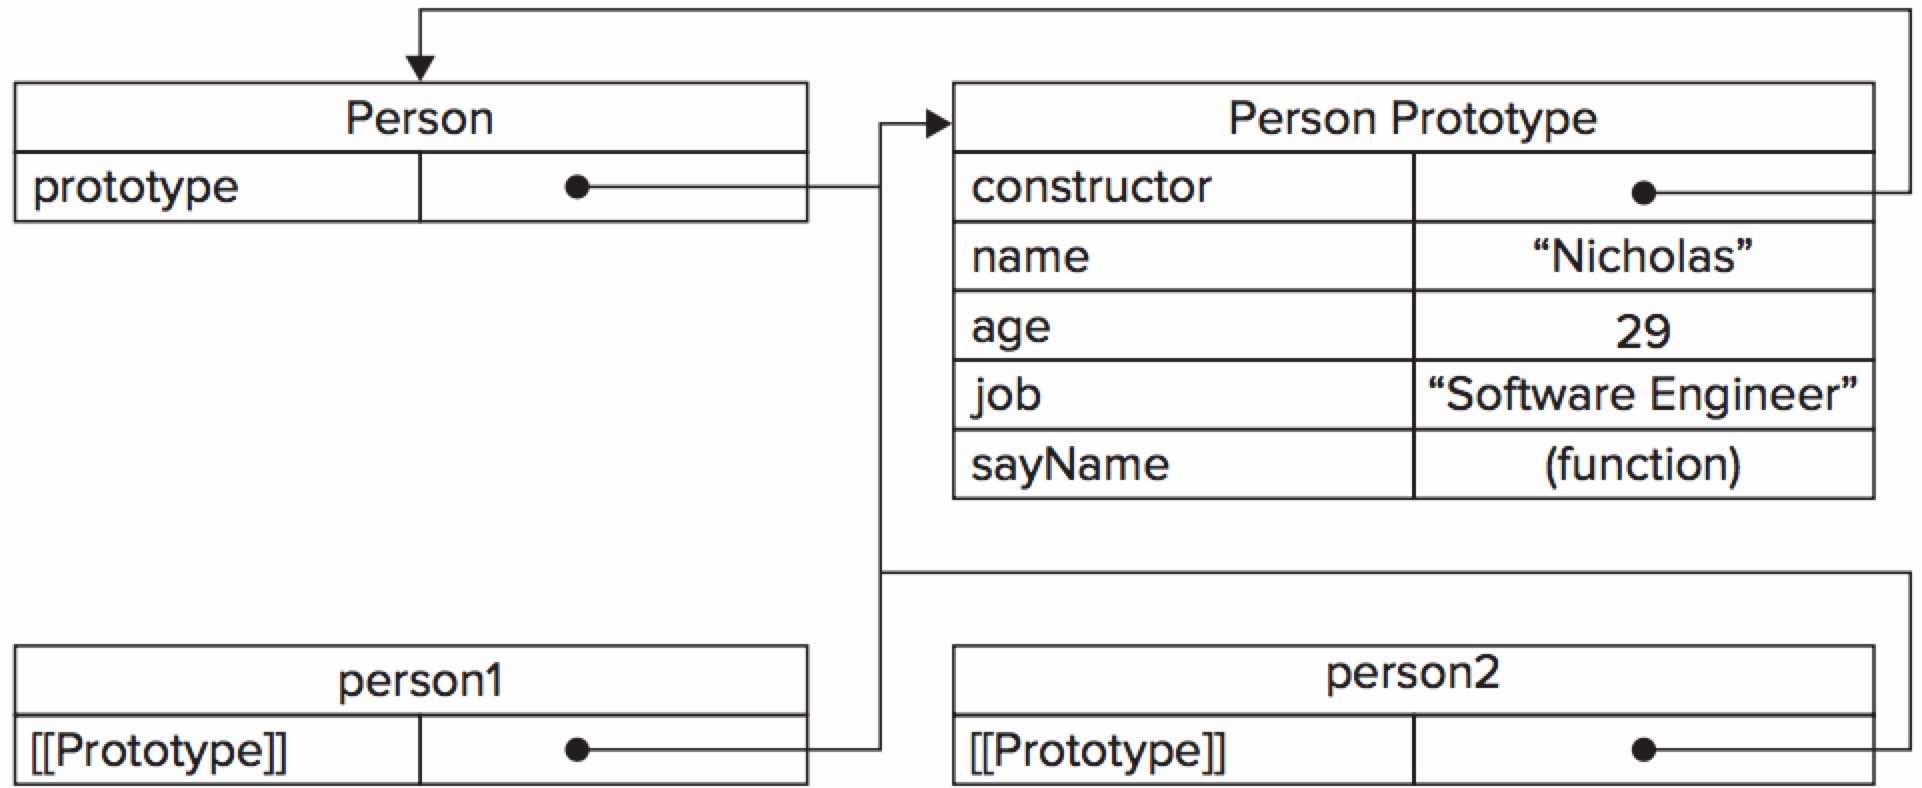 Person
prototype
Person Prototype
constructor
name “Nicholas”
age 29
job “Software Engineer”
sayName (function)
person1
[[Prototype]]
person2
[[Prototype]]